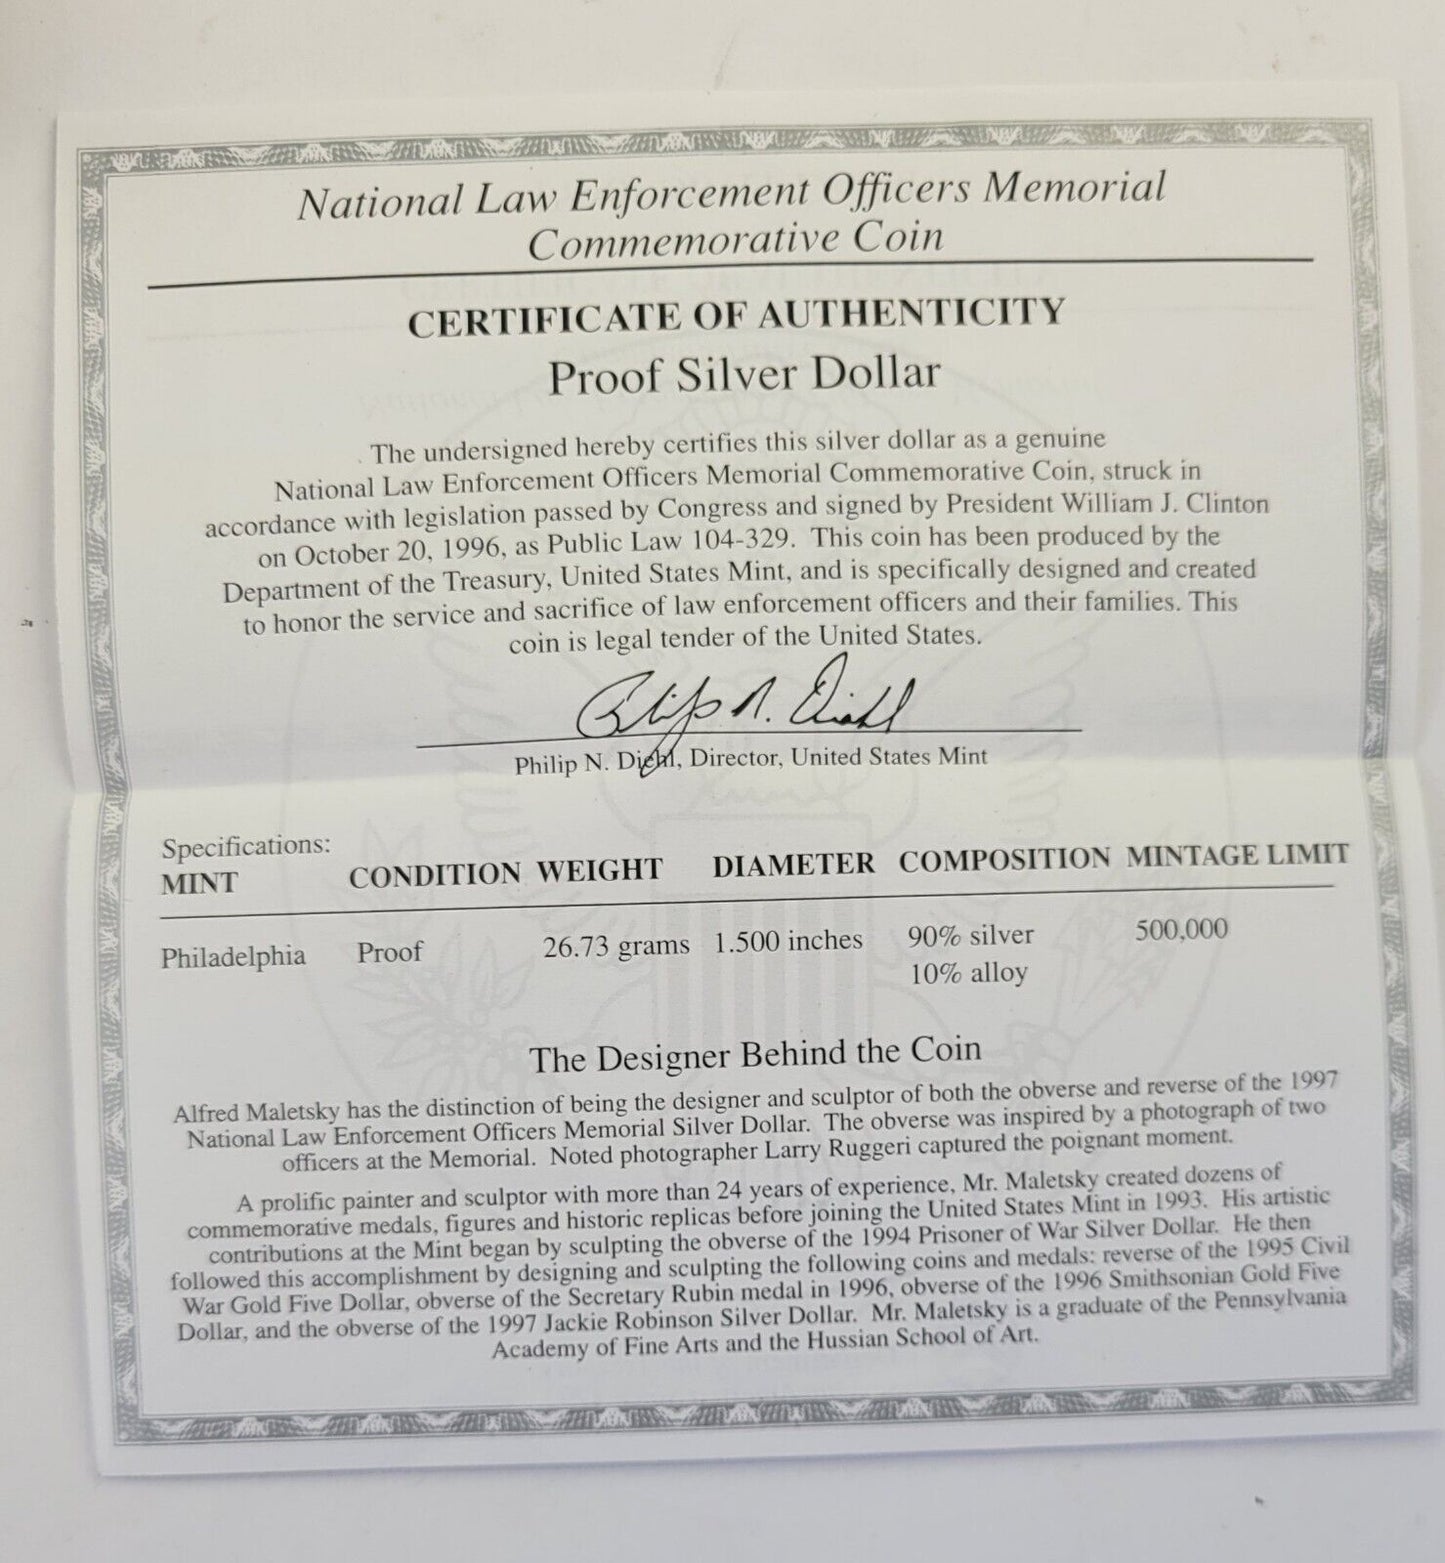 National Law Enforcement Officers Memorial
Commemorative Coin
CERTIFICATE OF AUTHENTICITY
Proof Silver Dollar
The undersigned hereby certifies this silver dollar as a genuine
National Law Enforcement Officers Memorial Commemorative Coin, struck in
accordance with legislation passed by Congress and signed by President William J. Clinton
on October 20, 1996, as Public Law 104-329. This coin has been produced by the
Department of the Treasury, United States Mint, and is specifically designed and created
to honor the service and sacrifice of law enforcement officers and their families. This
coin is legal tender of the United States.
Philip N. Diehl
Philip N. Diehl, Director, United States Mint
Specifications:
MINT CONDITION WEIGHT DIAMETER COMPOSITION MINTAGE LIMIT
Philadelphia Proof 26.73 grams 1.500 inches 90% silver 500,000
10% alloy
The Designer Behind the Coin
Alfred Maletsky has the distinction of being the designer and sculptor of both the obverse and reverse of the 1997
National Law Enforcement Officers Memorial Silver Dollar. The obverse was inspired by a photograph of two
officers at the Memorial. Noted photographer Larry Ruggeri captured the poignant moment.
A prolific painter and sculptor with more than 24 years of experience, Mr. Maletsky created dozens of
commemorative medals, figures and historic replicas before joining the United States Mint in 1993. His artistic
contributions at the Mint began by sculpting the obverse of the 1994 Prisoner of War Silver Dollar. He then
followed this accomplishment by designing and sculpting the following coins and medals: reverse of the 1995 Civil
War Gold Five Dollar, obverse of the Secretary Rubin medal in 1996, obverse of the 1996 Smithsonian Gold Five
Dollar, and the obverse of the 1997 Jackie Robinson Silver Dollar. Mr. Maletsky is a graduate of the Pennsylvania
Academy of Fine Arts and the Hussian School of Art.